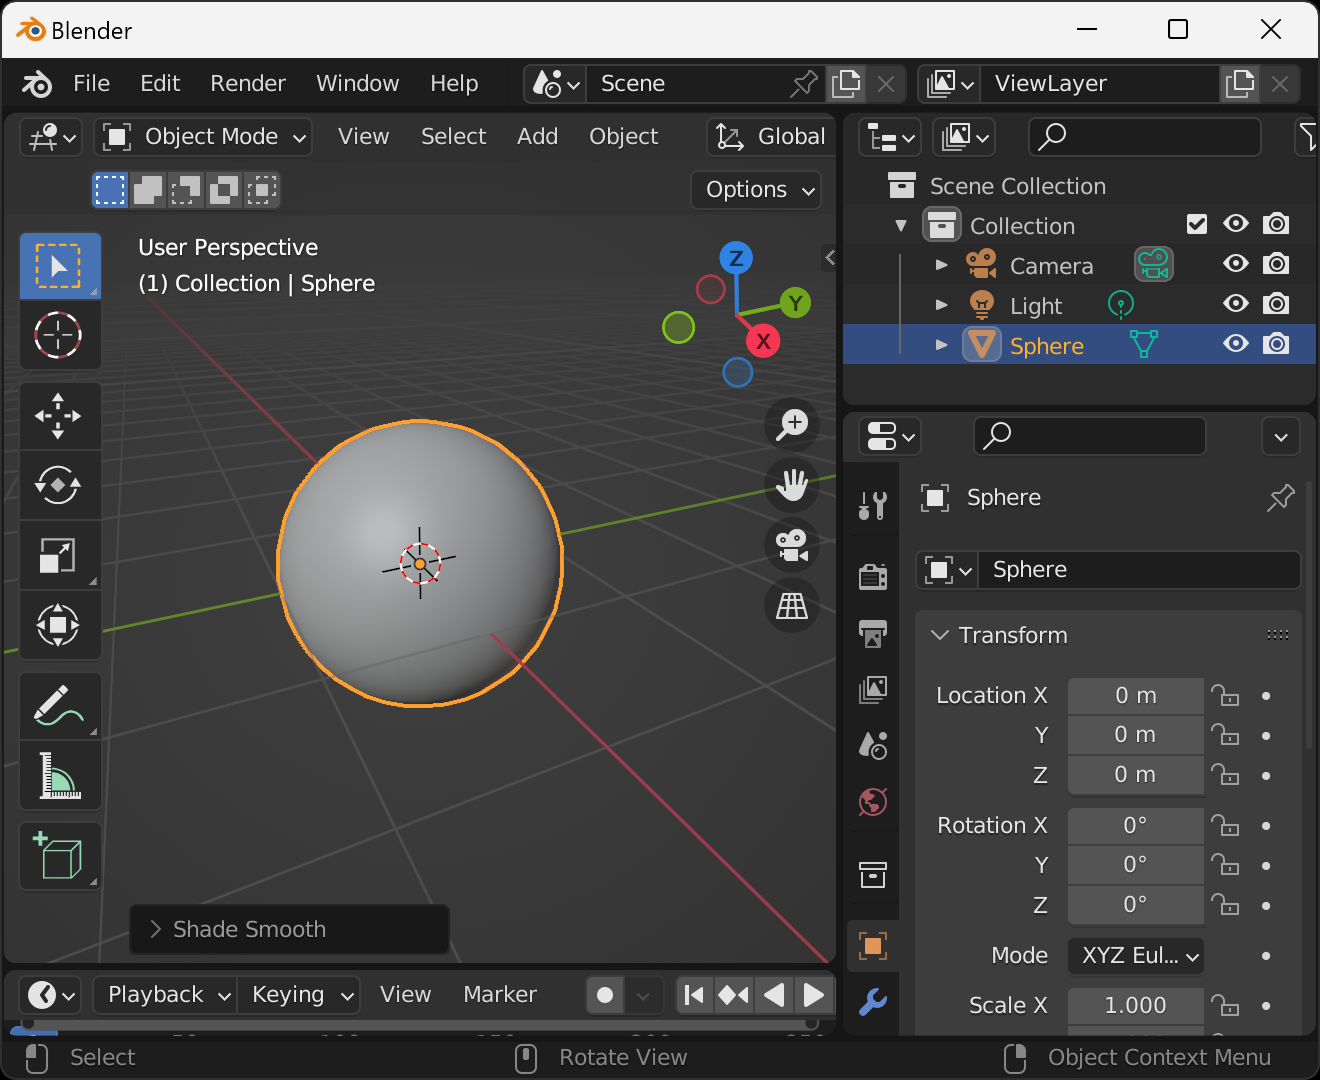 Blender
File Edit Render Window Help Scene ViewLayer
Object Mode View Select Add Object Global
Options
User Perspective
(1) Collection | Sphere
Z
Y
X
Scene Collection
Collection
Camera
Light
Sphere
Sphere
Sphere
Transform
Location X 0 m
Y 0 m
Z 0 m
Rotation X 0°
Y 0°
Z 0°
Mode XYZ Eul...
Scale X 1.000
Shade Smooth
Playback Keying View Marker
Select Rotate View Object Context Menu